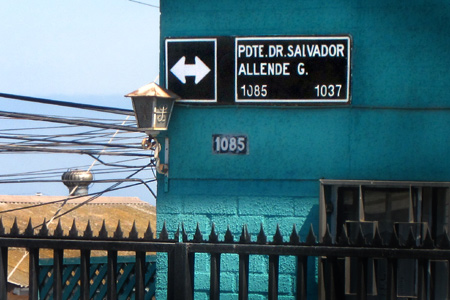 PDTE. DR. SALVADOR
ALLENDE G.
1085 1037
1085